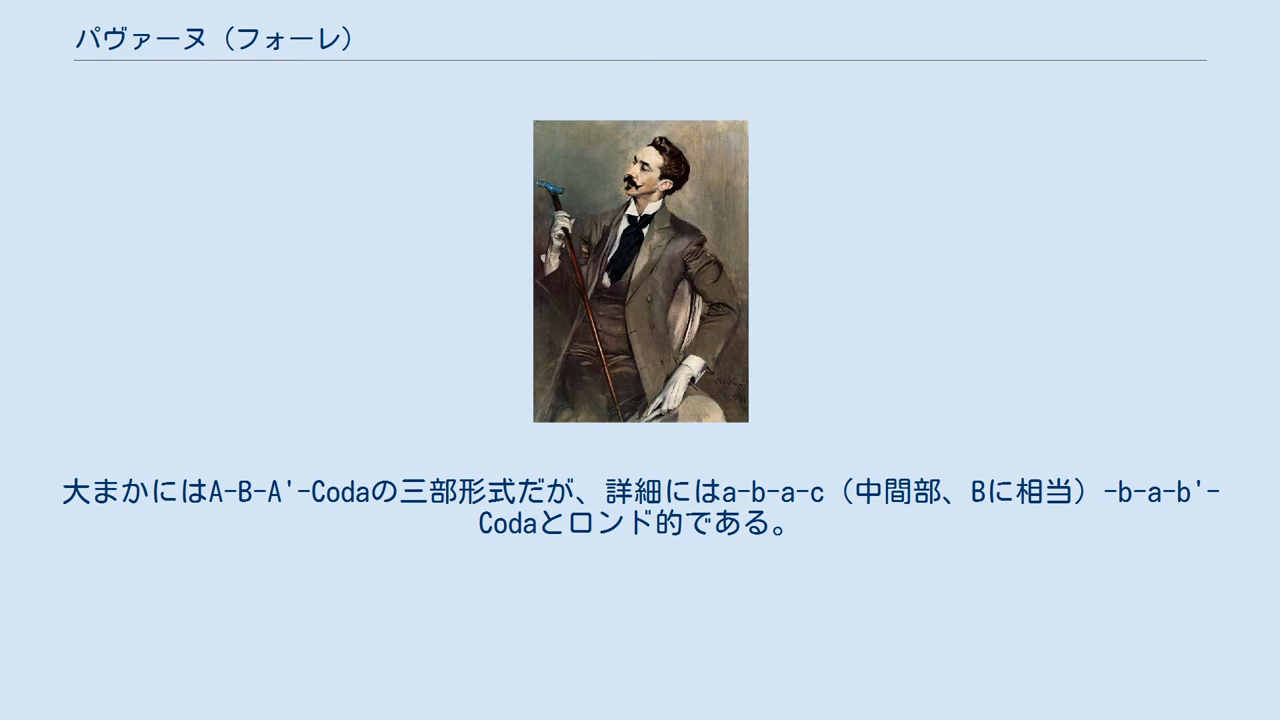 パヴァーヌ（フォーレ）
大まかにはA-B-A'-Codaの三部形式だが、詳細にはa-b-a-c（中間部、Bに相当）-b-a-b'-
Codaとロンド的である。